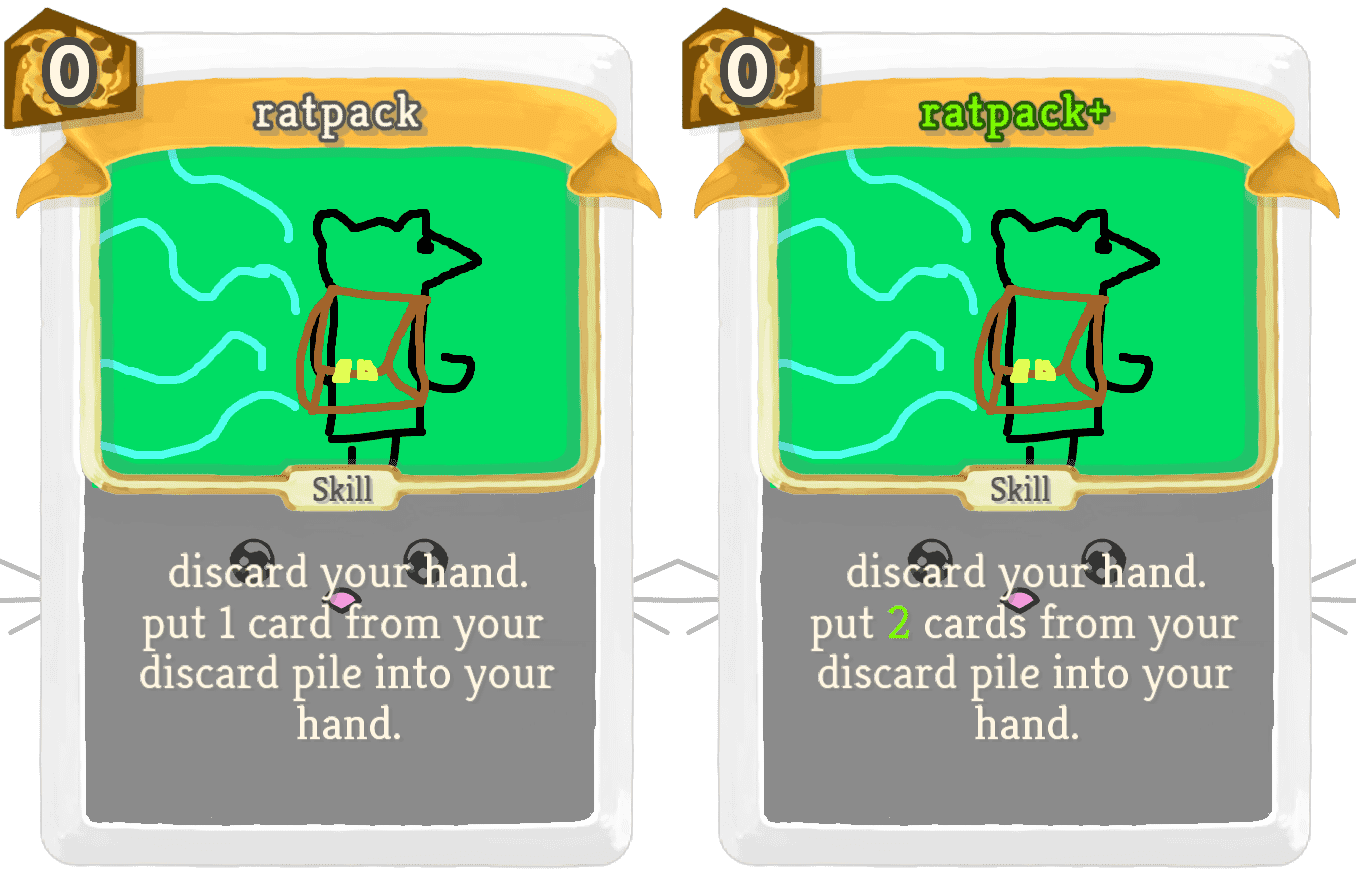 0
ratpack
Skill
discard your hand.
put 1 card from your
discard pile into your
hand.
0
ratpack+
Skill
discard your hand.
put 2 cards from your
discard pile into your
hand.